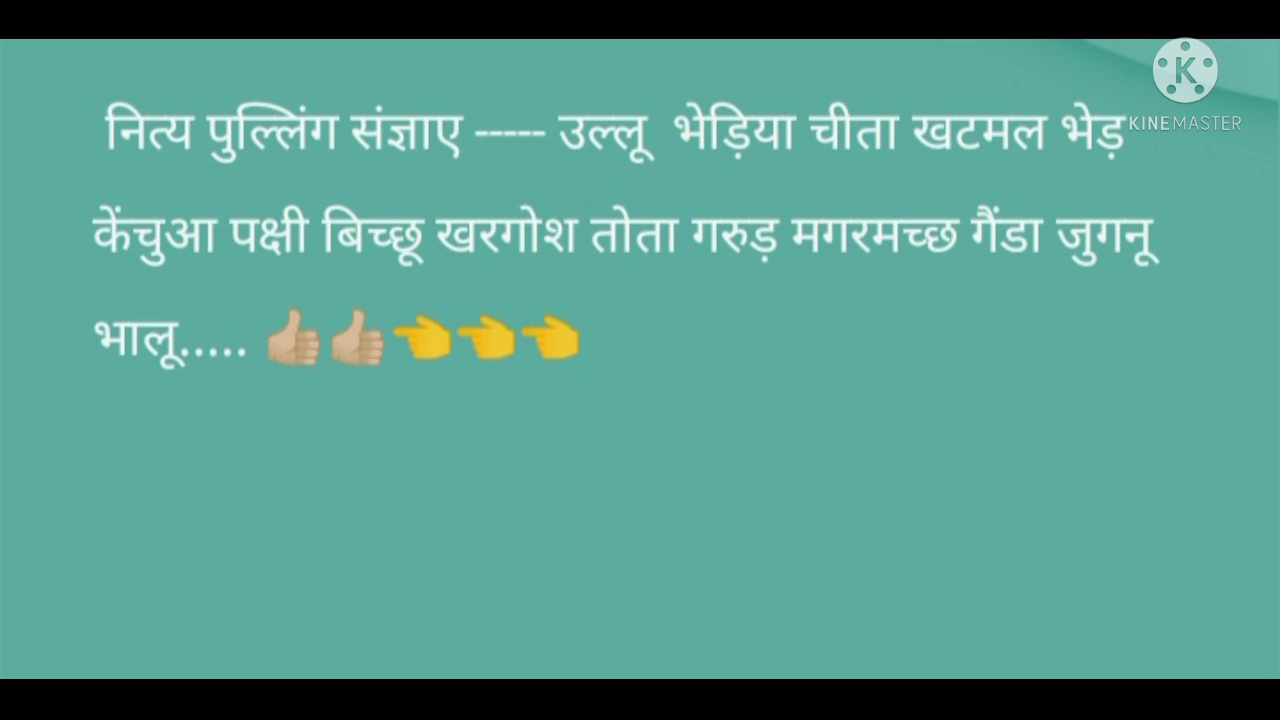 नित्य पुल्लिंग संज्ञाए ----- उल्लू भेड़िया चीता खटमल भेड़
KINEMASTER
केंचुआ पक्षी बिच्छू खरगोश तोता गरुड़ मगरमच्छ गैंडा जुगनू
भालू..... 👍🏼👍🏼👈👈👈